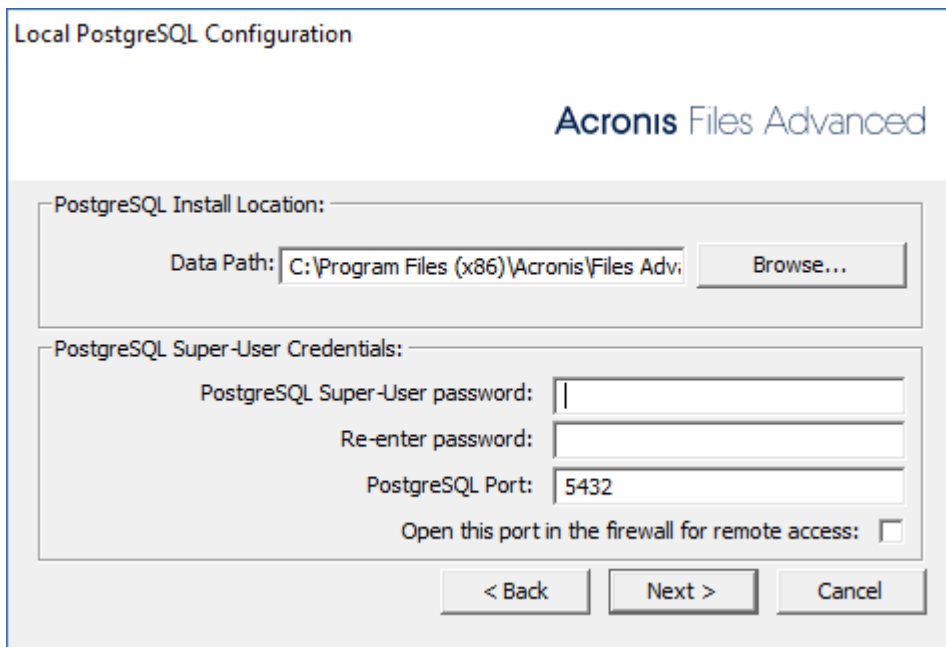 Local PostgreSQL Configuration
Acronis Files Advanced
PostgreSQL Install Location:
Data Path: C:\Program Files (x86)\Acronis\Files Adva Browse...
PostgreSQL Super-User Credentials:
PostgreSQL Super-User password:
Re-enter password:
PostgreSQL Port: 5432
Open this port in the firewall for remote access:
< Back Next > Cancel